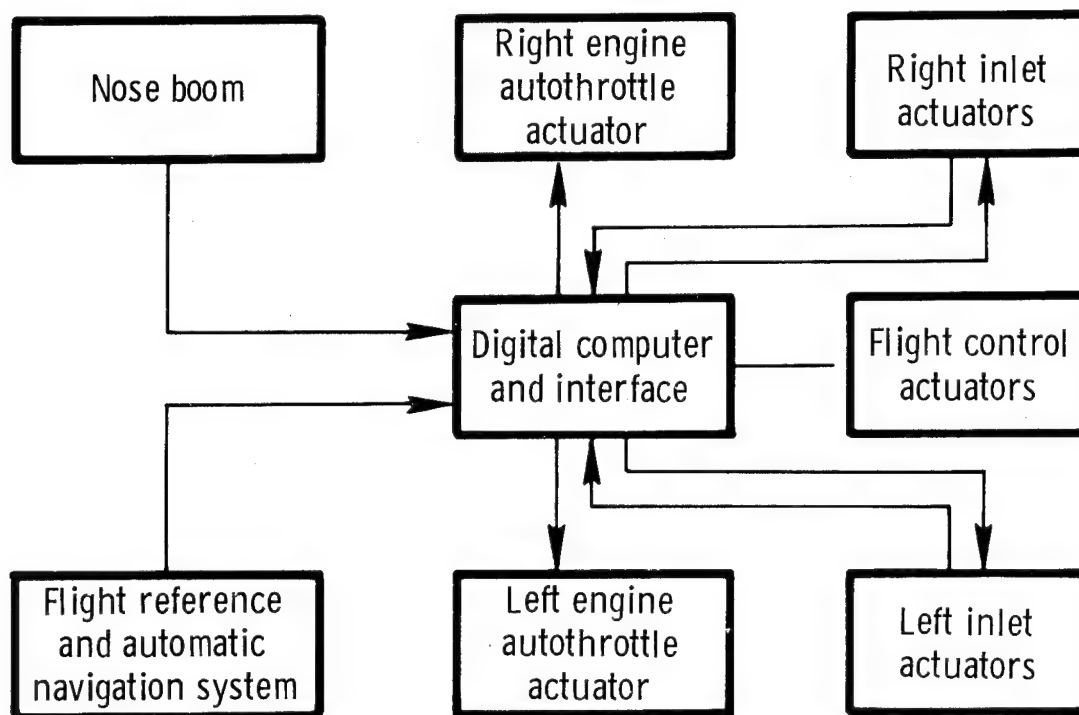 Nose boom
Right engine
autothrottle
actuator
Right inlet
actuators
Digital computer
and interface
Flight control
actuators
Flight reference
and automatic
navigation system
Left engine
autothrottle
actuator
Left inlet
actuators